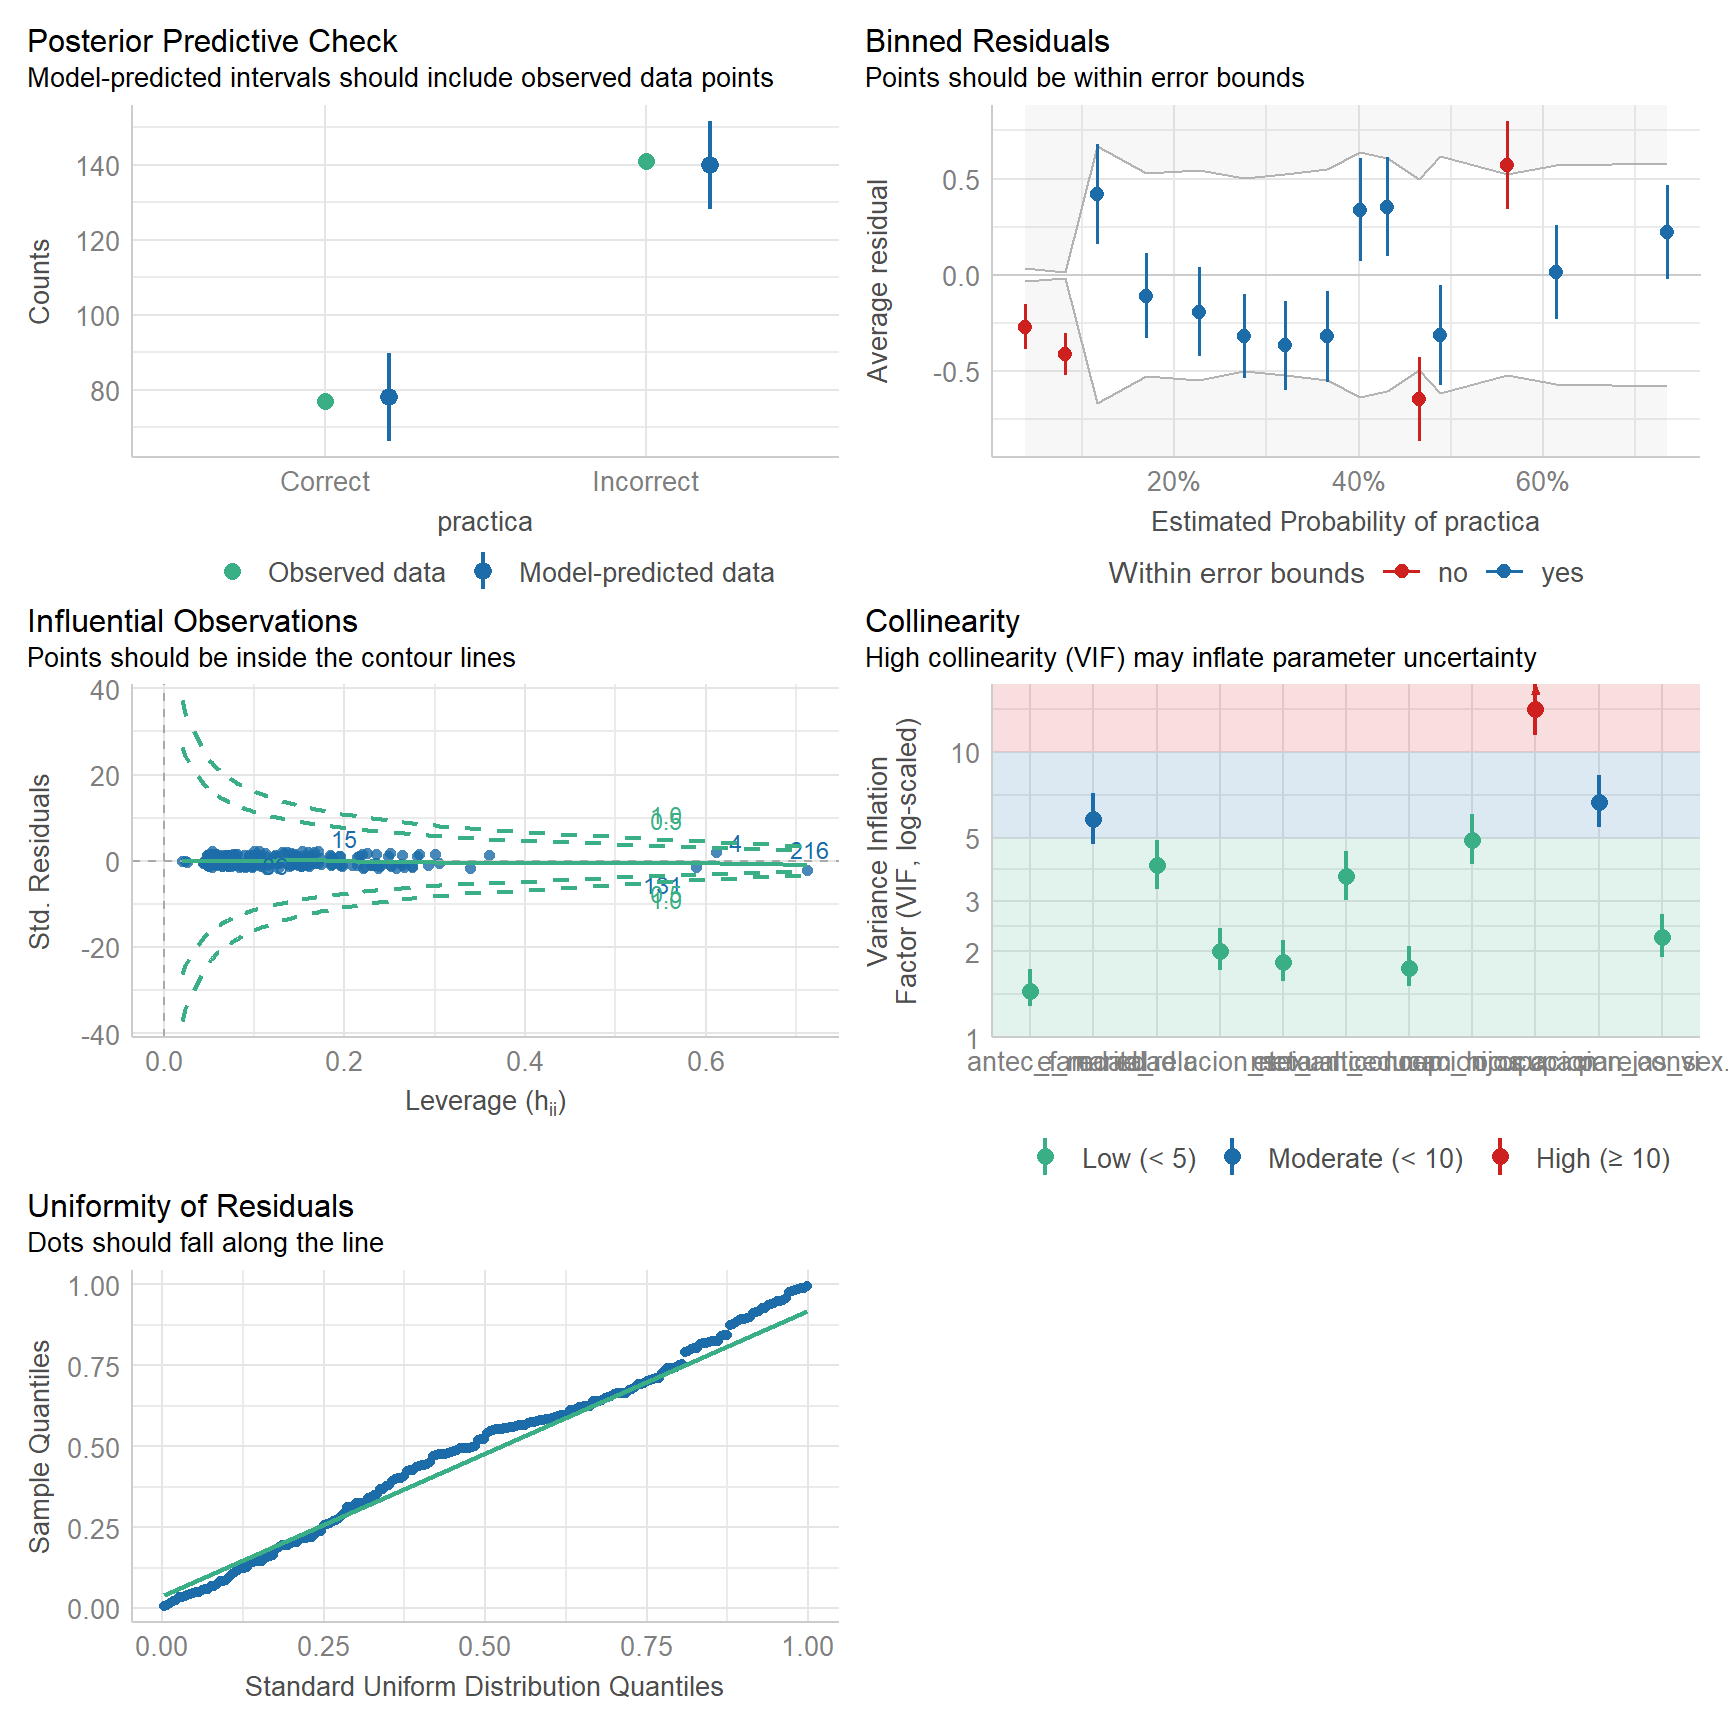 Posterior Predictive Check
Model-predicted intervals should include observed data points
Counts
140
120
100
80
Correct
Incorrect
practica
Observed data
Model-predicted data
Binned Residuals
Points should be within error bounds
Average residual
0.5
0.0
-0.5
20%
40%
60%
Estimated Probability of practica
Within error bounds
no
yes
Influential Observations
Points should be inside the contour lines
Std. Residuals
40
20
0
-20
-40
15
4
216
131
0.5
1.0
0.0
0.2
0.4
0.6
Leverage (hii)
Collinearity
High collinearity (VIF) may inflate parameter uncertainty
Variance Inflation
Factor (VIF, log-scaled)
10
5
3
2
1
Low (< 5)
Moderate (< 10)
High (≥ 10)
Uniformity of Residuals
Dots should fall along the line
Sample Quantiles
1.00
0.75
0.50
0.25
0.00
0.00
0.25
0.50
0.75
1.00
Standard Uniform Distribution Quantiles